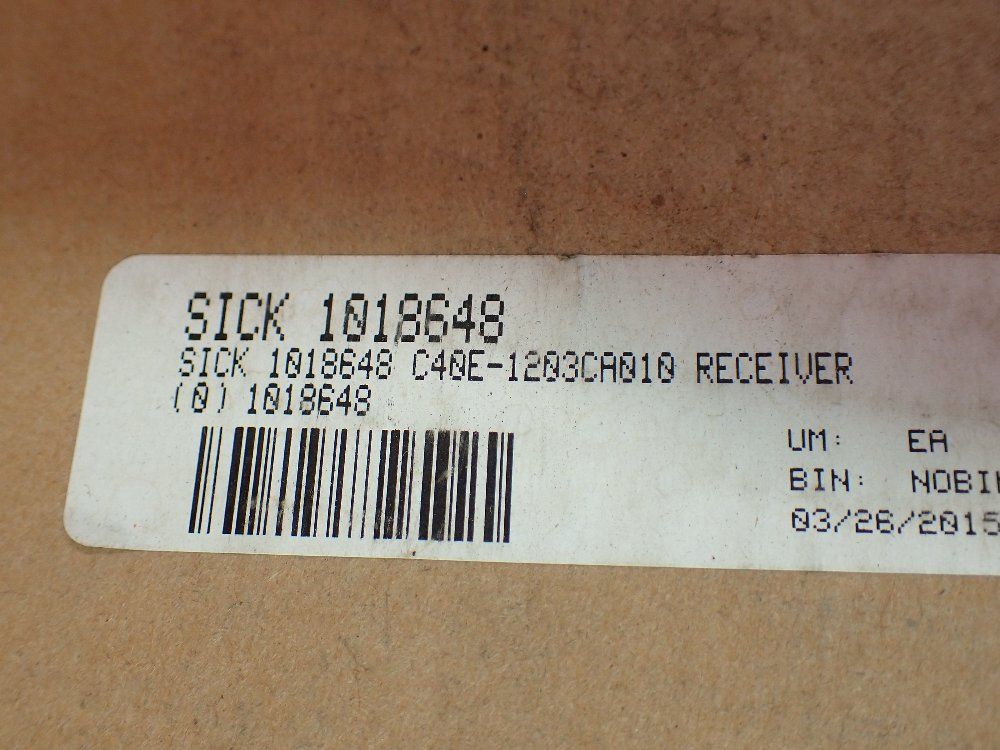 SICK 1018648
SICK 1018648 C40E-1203CA010 RECEIVER
(0) 1018648
UM: EA
BIN:
03/26/2015